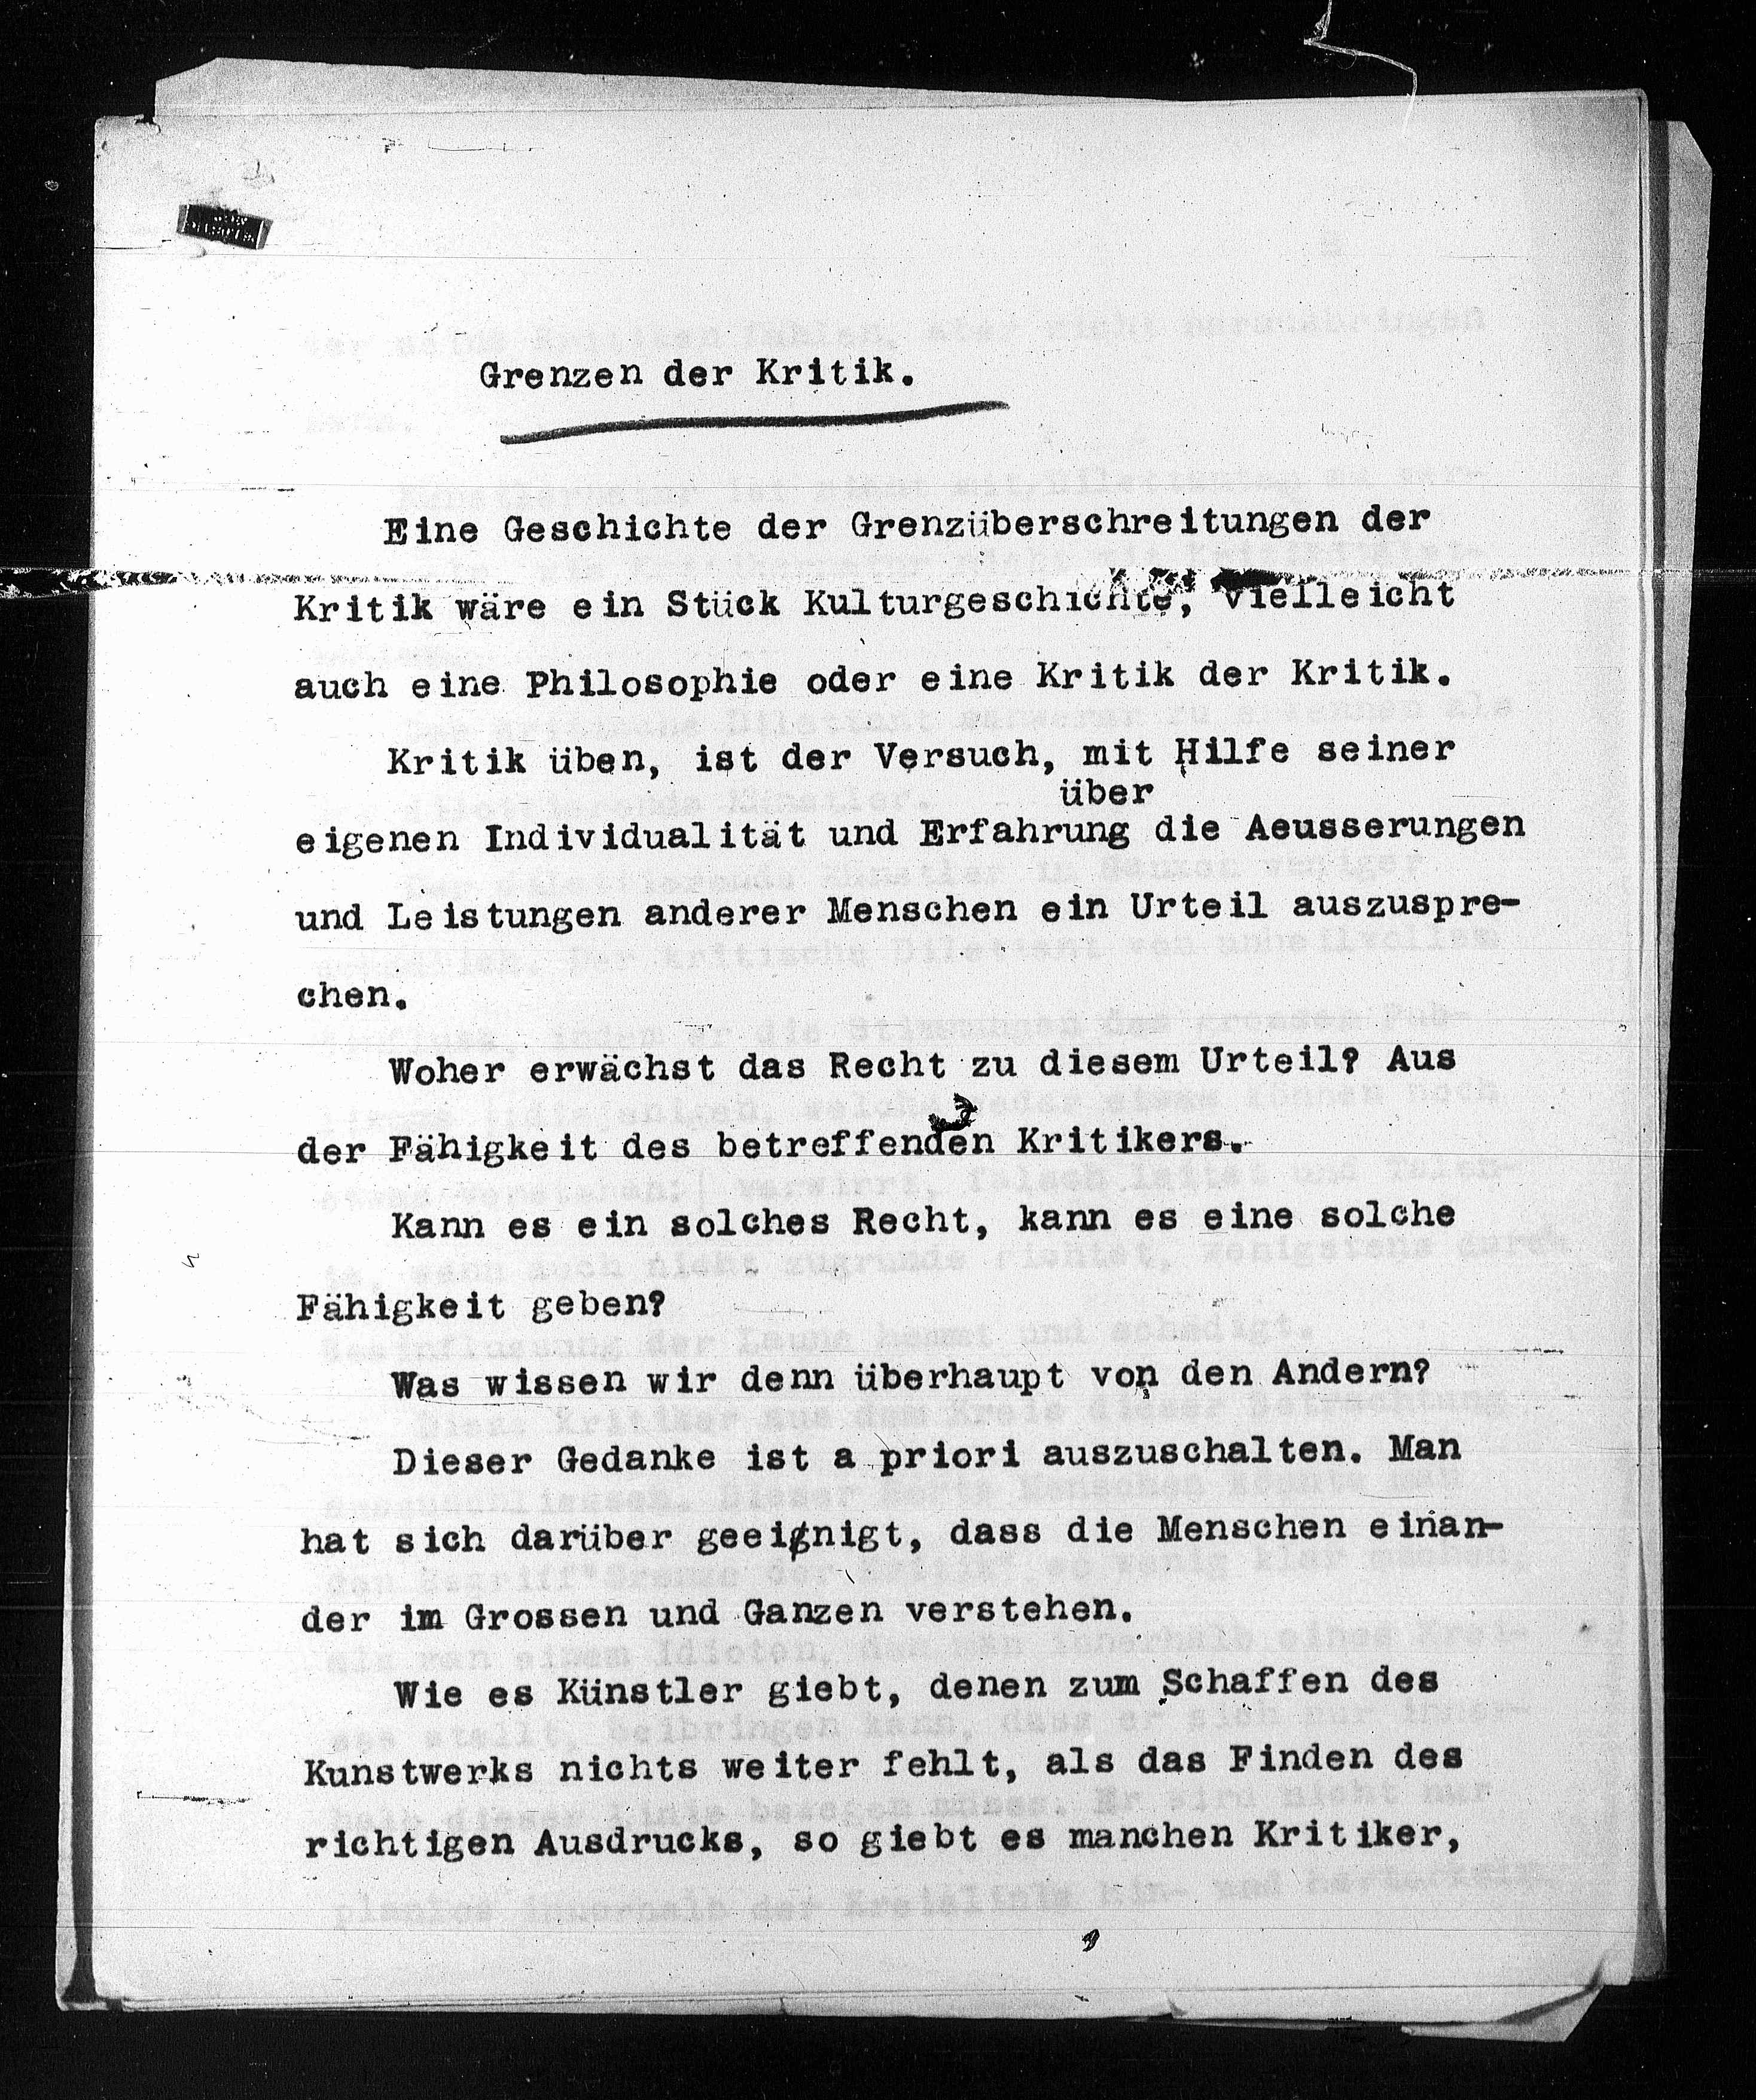 Grenzen der Kritik.
Eine Geschichte der Grenzüberschreitungen der
Kritik wäre ein Stück Kulturgeschichte, vielleicht
auch eine Philosophie oder eine Kritik der Kritik.
Kritik üben, ist der Versuch, mit Hilfe seiner
über
eigenen Individualität und Erfahrung die Aeusserungen
und Leistungen anderer Menschen ein Urteil auszuspre-
chen.
Woher erwächst das Recht zu diesem Urteil? Aus
der Fähigkeit des betreffenden Kritikers.
Kann es ein solches Recht, kann es eine solche
Fähigkeit geben?
Was wissen wir denn überhaupt von den Andern?
Dieser Gedanke ist a priori auszuschalten. Man
hat sich darüber geeignigt, dass die Menschen einan-
der im Grossen und Ganzen verstehen.
Wie es Künstler giebt, denen zum Schaffen des
Kunstwerks nichts weiter fehlt, als das Finden des
richtigen Ausdrucks, so giebt es manchen Kritiker,